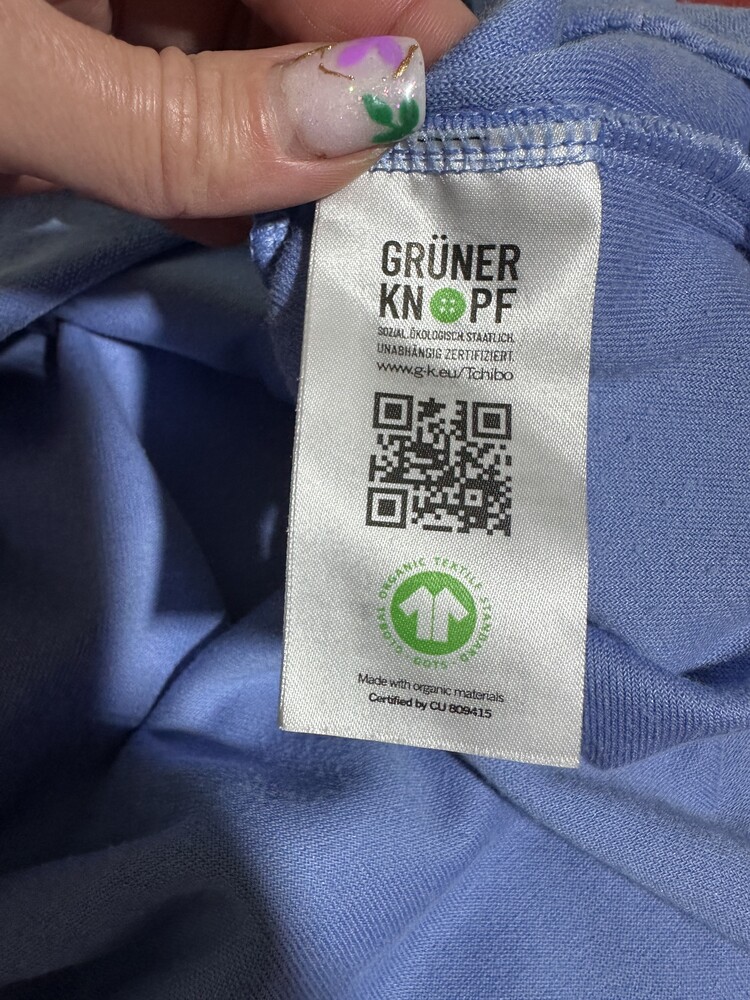 GRÜNER
KNOPF
SOZIAL. ÖKOLOGISCH. STAATLICH.
UNABHÄNGIG ZERTIFIZIERT.
www.g-k.eu/Tchibo
GLOBAL ORGANIC TEXTILE STANDARD
· GOTS ·
Made with organic materials
Certified by CU 809415